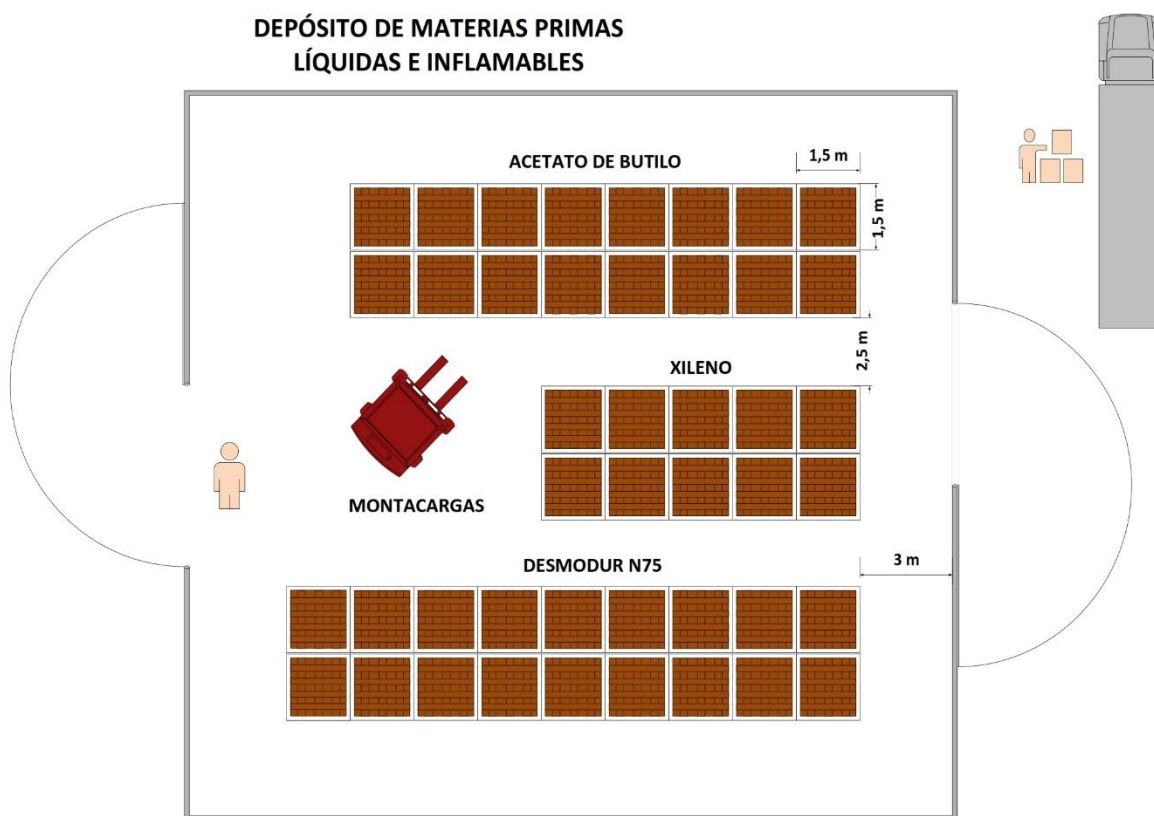 DEPÓSITO DE MATERIAS PRIMAS
LÍQUIDAS E INFLAMABLES
ACETATO DE BUTILO
1,5 m
1,5 m
2,5 m
XILENO
MONTACARGAS
DESMODUR N75
3 m